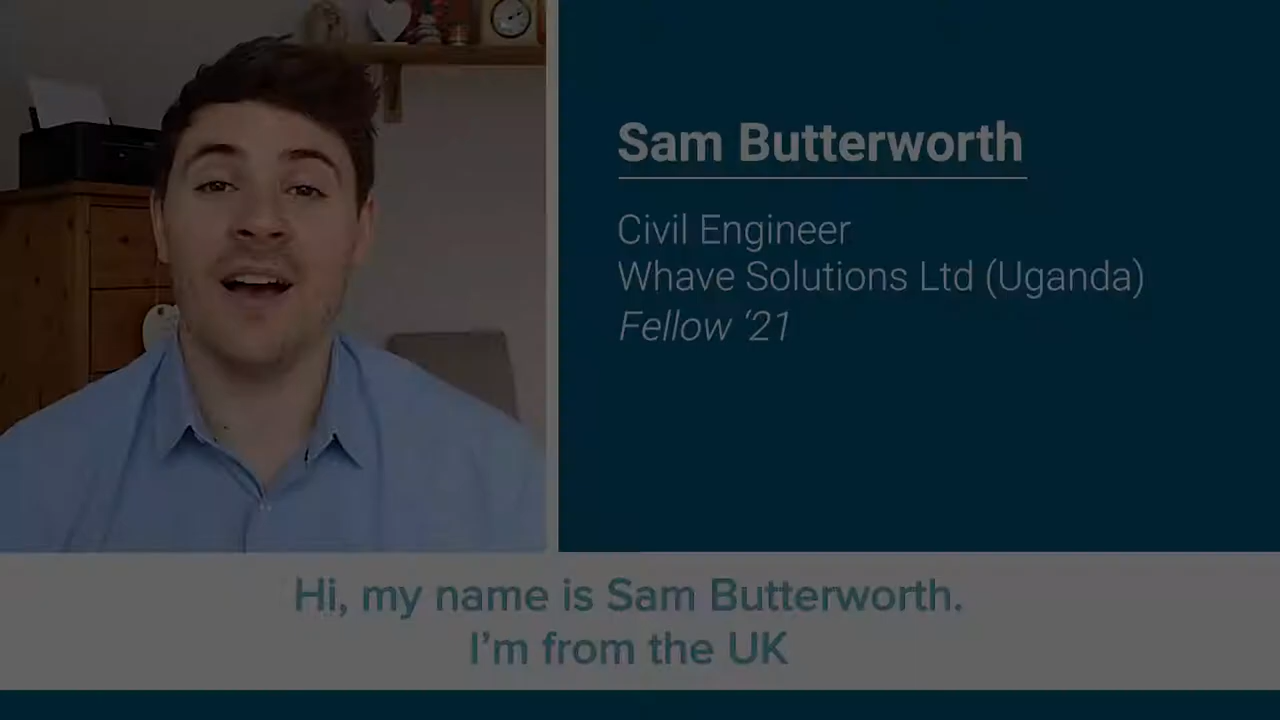 Sam Butterworth
Civil Engineer
Whave Solutions Ltd (Uganda)
Fellow ‘21
Hi, my name is Sam Butterworth.
I’m from the UK